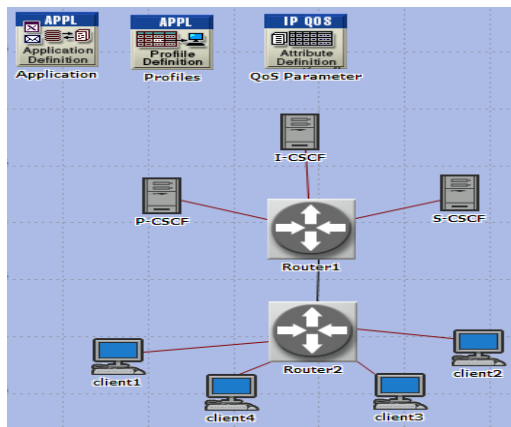 APPL
Application
Definition
Application
APPL
Profile
Definition
Profiles
IP QOS
Attribute
Definition
QoS Parameter
I-CSCF
P-CSCF
S-CSCF
Router1
Router2
client1
client2
client4
client3